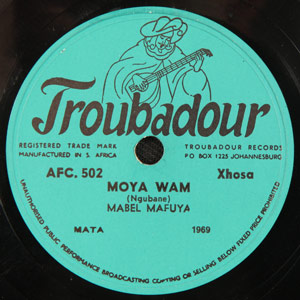 Troubadour
REGISTERED TRADE MARK
MANUFACTURED IN S. AFRICA
TROUBADOUR RECORDS
PO BOX 1225 JOHANNESBURG
AFC. 502
Xhosa
MOYA WAM
(Ngubane)
MABEL MAFUYA
MATA
1969
UNAUTHORISED PUBLIC PERFORMANCE BROADCASTING COPYING OR SELLING BELOW FIXED PRICE PROHIBITED